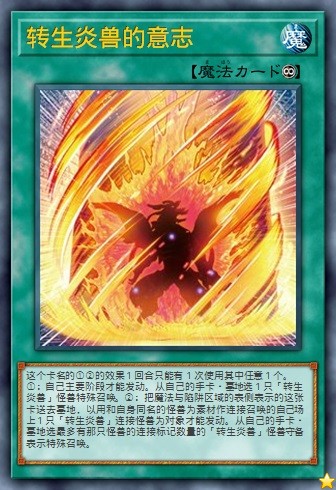 转生炎兽的意志
魔
【魔法カード】
这个卡名的①②的效果1回合只能有1次使用其中任意1个。
①：自己主要阶段才能发动。从自己的手卡·墓地选1只「转生
炎兽」怪兽特殊召唤。②：把魔法与陷阱区域的表侧表示的这张
卡送去墓地，以用和自身同名的怪兽为素材作连接召唤的自己场
上1只「转生炎兽」连接怪兽为对象才能发动。从自己的手卡·
墓地选最多有那只怪兽的连接标记数量的「转生炎兽」怪兽守备
表示特殊召唤。